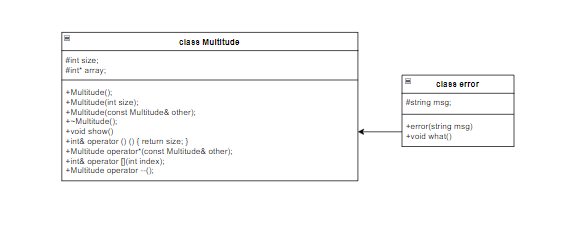 class Multitude
#int size;
#int* array;
+Multitude();
+Multitude(int size);
+Multitude(const Multitude& other);
+~Multitude();
+void show()
+int& operator () () { return size; }
+Multitude operator*(const Multitude& other);
+int& operator [](int index);
+Multitude operator --();
class error
#string msg;
+error(string msg)
+void what()